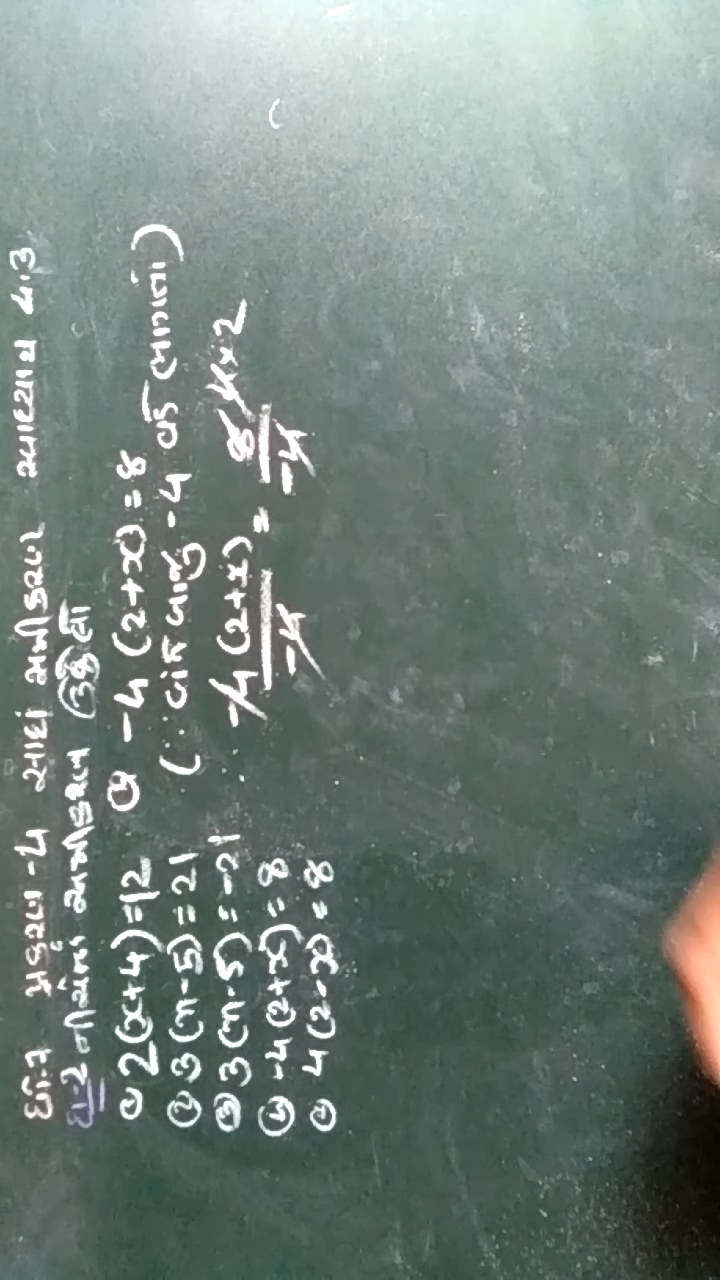 ધો-7 પ્રકરણ-4 સાદાં સમીકરણ સ્વાધ્યાય 4.3
દા-2 નીચેના સમીકરણ ઉકેલો
① 2(x+4)=12
② 3(n-5)=21
③ 3(n-5)=-21
④ -4(2+x)=8
4(2-x)=8
④ -4(2+x)=8
(∵ બંને બાજુ -4 વડે ભાગતાં)
∴ -4(2+x)/-4 = 8 4×2/-4